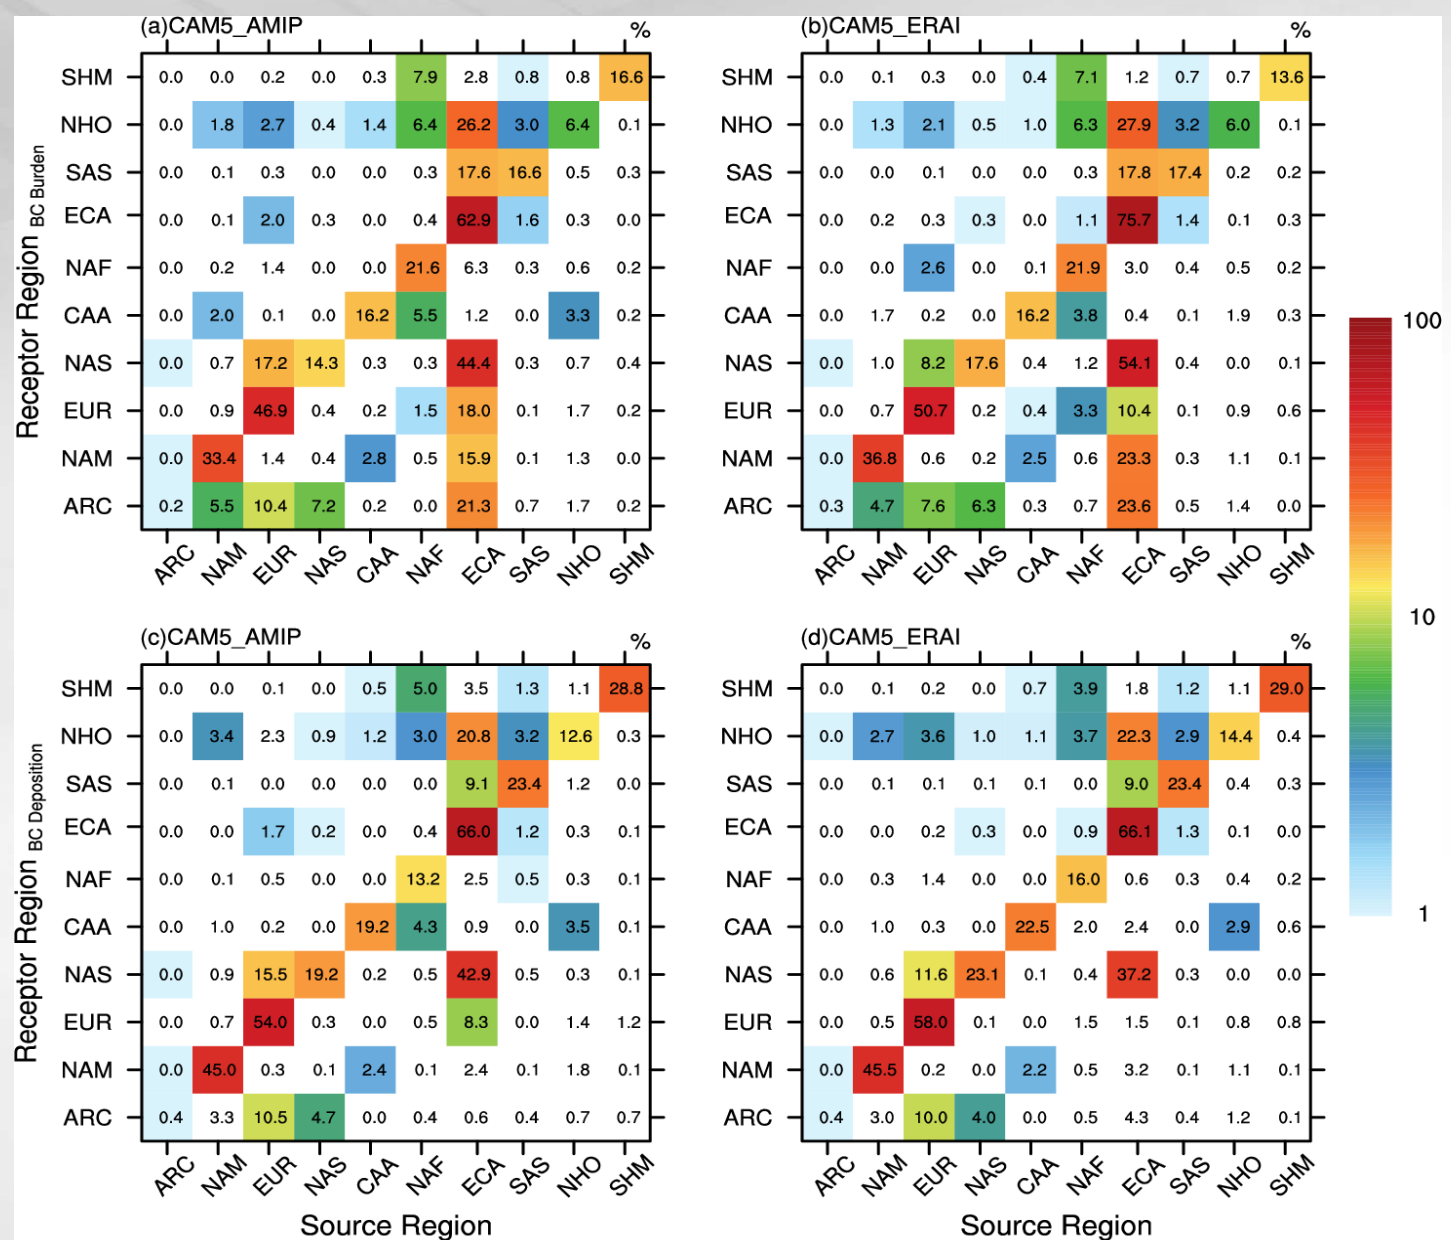 (a)CAM5_AMIP %
SHM 0.0 0.0 0.2 0.0 0.3 7.9 2.8 0.8 0.8 16.6
NHO 0.0 1.8 2.7 0.4 1.4 6.4 26.2 3.0 6.4 0.1
SAS 0.0 0.1 0.3 0.0 0.0 0.3 17.6 16.6 0.5 0.3
ECA 0.0 0.1 2.0 0.3 0.0 0.4 62.9 1.6 0.3 0.0
NAF 0.0 0.2 1.4 0.0 0.0 21.6 6.3 0.3 0.6 0.2
CAA 0.0 2.0 0.1 0.0 16.2 5.5 1.2 0.0 3.3 0.2
NAS 0.0 0.7 17.2 14.3 0.3 0.3 44.4 0.3 0.7 0.4
EUR 0.0 0.9 46.9 0.4 0.2 1.5 18.0 0.1 1.7 0.2
NAM 0.0 33.4 1.4 0.4 2.8 0.5 15.9 0.1 1.3 0.0
ARC 0.2 5.5 10.4 7.2 0.2 0.0 21.3 0.7 1.7 0.2
ARC NAM EUR NAS CAA NAF ECA SAS NHO SHM
Receptor Region BC Burden
(b)CAM5_ERAI %
SHM 0.0 0.1 0.3 0.0 0.4 7.1 1.2 0.7 0.7 13.6
NHO 0.0 1.3 2.1 0.5 1.0 6.3 27.9 3.2 6.0 0.1
SAS 0.0 0.0 0.1 0.0 0.0 0.3 17.8 17.4 0.2 0.2
ECA 0.0 0.2 0.3 0.3 0.0 1.1 75.7 1.4 0.1 0.3
NAF 0.0 0.0 2.6 0.0 0.1 21.9 3.0 0.4 0.5 0.2
CAA 0.0 1.7 0.2 0.0 16.2 3.8 0.4 0.1 1.9 0.3
NAS 0.0 1.0 8.2 17.6 0.4 1.2 54.1 0.4 0.0 0.1
EUR 0.0 0.7 50.7 0.2 0.4 3.3 10.4 0.1 0.9 0.6
NAM 0.0 36.8 0.6 0.2 2.5 0.6 23.3 0.3 1.1 0.1
ARC 0.3 4.7 7.6 6.3 0.3 0.7 23.6 0.5 1.4 0.0
ARC NAM EUR NAS CAA NAF ECA SAS NHO SHM
(c)CAM5_AMIP %
SHM 0.0 0.0 0.1 0.0 0.5 5.0 3.5 1.3 1.1 28.8
NHO 0.0 3.4 2.3 0.9 1.2 3.0 20.8 3.2 12.6 0.3
SAS 0.0 0.1 0.0 0.0 0.0 0.0 9.1 23.4 1.2 0.0
ECA 0.0 0.0 1.7 0.2 0.0 0.4 66.0 1.2 0.3 0.1
NAF 0.0 0.1 0.5 0.0 0.0 13.2 2.5 0.5 0.3 0.1
CAA 0.0 1.0 0.2 0.0 19.2 4.3 0.9 0.0 3.5 0.1
NAS 0.0 0.9 15.5 19.2 0.2 0.5 42.9 0.5 0.3 0.1
EUR 0.0 0.7 54.0 0.3 0.0 0.5 8.3 0.0 1.4 1.2
NAM 0.0 45.0 0.3 0.1 2.4 0.1 2.4 0.1 1.8 0.1
ARC 0.4 3.3 10.5 4.7 0.0 0.4 0.6 0.4 0.7 0.7
ARC NAM EUR NAS CAA NAF ECA SAS NHO SHM
Source Region
Receptor Region BC Deposition
(d)CAM5_ERAI %
SHM 0.0 0.1 0.2 0.0 0.7 3.9 1.8 1.2 1.1 29.0
NHO 0.0 2.7 3.6 1.0 1.1 3.7 22.3 2.9 14.4 0.4
SAS 0.0 0.1 0.1 0.1 0.1 0.0 9.0 23.4 0.4 0.3
ECA 0.0 0.0 0.2 0.3 0.0 0.9 66.1 1.3 0.1 0.0
NAF 0.0 0.3 1.4 0.0 0.0 16.0 0.6 0.3 0.4 0.2
CAA 0.0 1.0 0.3 0.0 22.5 2.0 2.4 0.0 2.9 0.6
NAS 0.0 0.6 11.6 23.1 0.1 0.4 37.2 0.3 0.0 0.0
EUR 0.0 0.5 58.0 0.1 0.0 1.5 1.5 0.1 0.8 0.8
NAM 0.0 45.5 0.2 0.0 2.2 0.5 3.2 0.1 1.1 0.1
ARC 0.4 3.0 10.0 4.0 0.0 0.5 4.3 0.4 1.2 0.1
ARC NAM EUR NAS CAA NAF ECA SAS NHO SHM
Source Region
100
10
1